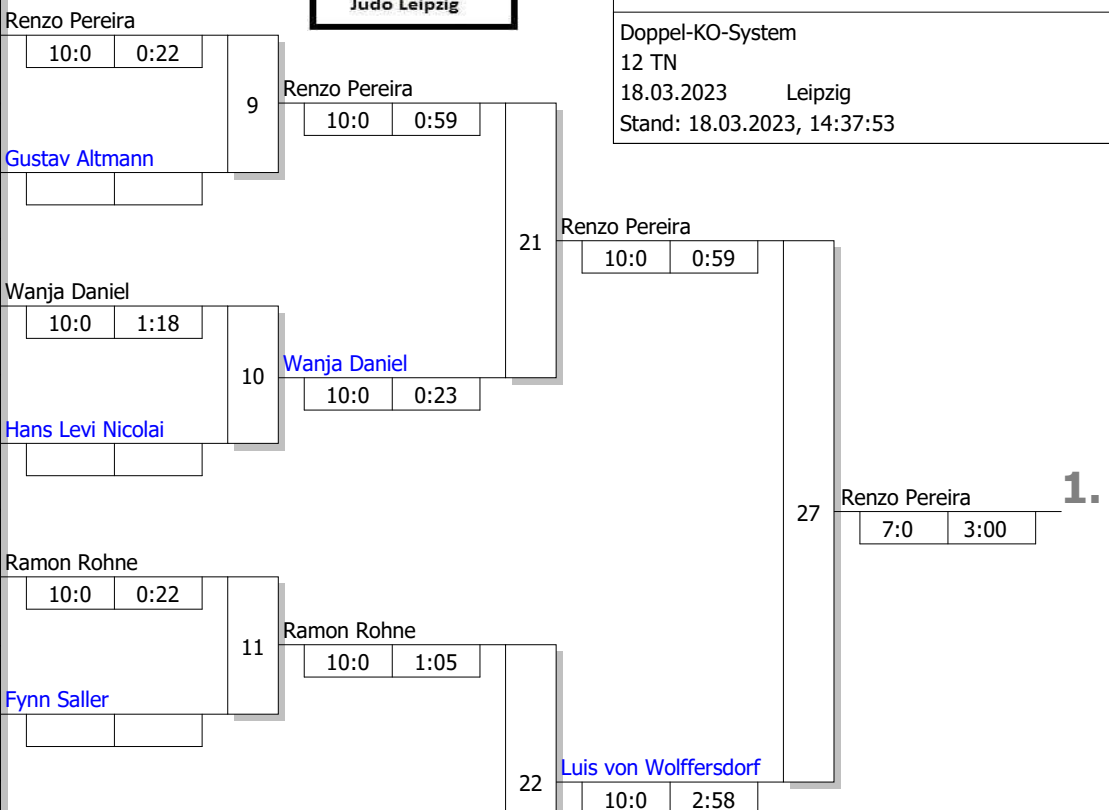 Judo Leipzig
Doppel-KO-System
12 TN
18.03.2023 Leipzig
Stand: 18.03.2023, 14:37:53
Renzo Pereira
10:0 0:22
9
Renzo Pereira
10:0 0:59
Gustav Altmann
21
Renzo Pereira
10:0 0:59
Wanja Daniel
10:0 1:18
10
Wanja Daniel
10:0 0:23
Hans Levi Nicolai
27
Renzo Pereira
1.
7:0 3:00
Ramon Rohne
10:0 0:22
11
Ramon Rohne
10:0 1:05
Fynn Saller
22
Luis von Wolffersdorf
10:0 2:58